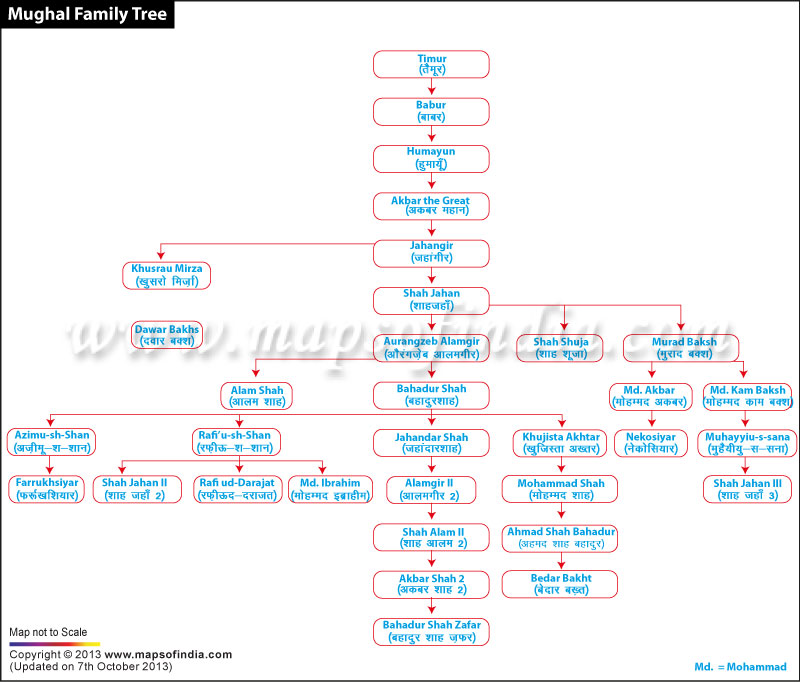 Mughal Family Tree
Timur
(तैमूर)
Babur
(बाबर)
Humayun
(हुमायूँ)
Akbar the Great
(अकबर महान)
Jahangir
(जहांगीर)
Khusrau Mirza
(खुसरो मिर्ज़ा)
Shah Jahan
(शाहजहाँ)
www.mapsofindia.com
Dawar Bakhs
(दवार बक्श)
Aurangzeb Alamgir
(औरंगजेब आलमगीर)
Shah Shuja
(शाह शूजा)
Murad Baksh
(मुराद बक्श)
Alam Shah
(आलम शाह)
Bahadur Shah
(बहादुरशाह)
Md. Akbar
(मोहम्मद अकबर)
Md. Kam Baksh
(मोहम्मद काम बक्श)
Azimu-sh-Shan
(अज़ीमू-श-शान)
Rafi'u-sh-Shan
(रफ़ीऊ-श-शान)
Jahandar Shah
(जहांदारशाह)
Khujista Akhtar
(खुजिस्ता अख्तर)
Nekosiyar
(नेकोसियार)
Muhayyiu-s-sana
(मुहैयीयु-स-सना)
Farrukhsiyar
(फर्रूखशियार)
Shah Jahan II
(शाह जहाँ 2)
Rafi ud-Darajat
(रफ़ीऊद-दराजत)
Md. Ibrahim
(मोहम्मद इब्राहीम)
Alamgir II
(आलमगीर 2)
Mohammad Shah
(मोहम्मद शाह)
Shah Jahan III
(शाह जहाँ 3)
Shah Alam II
(शाह आलम 2)
Ahmad Shah Bahadur
(अहमद शाह बहादुर)
Akbar Shah 2
(अकबर शाह 2)
Bedar Bakht
(बेदार बख़्त)
Bahadur Shah Zafar
(बहादुर शाह ज़फर)
Map not to Scale
Copyright © 2013 www.mapsofindia.com
(Updated on 7th October 2013)
Md. = Mohammad